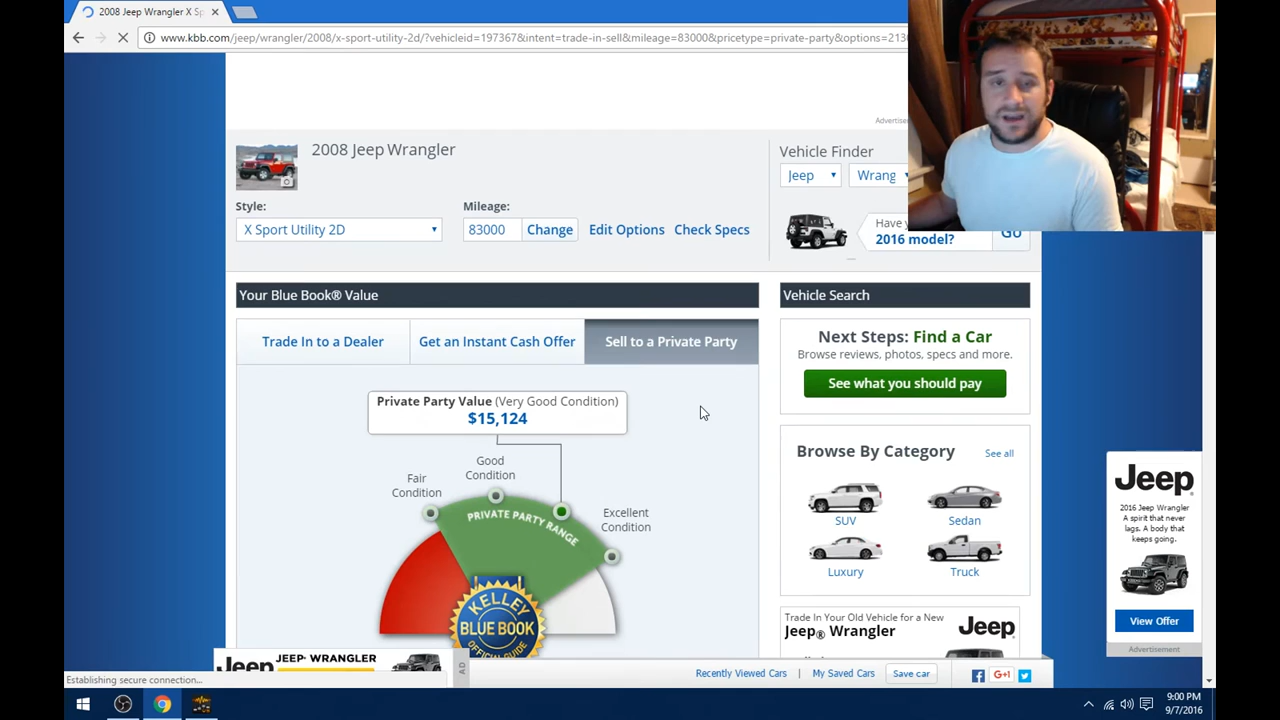 2008 Jeep Wrangler X Sp
www.kbb.com/jeep/wrangler/2008/x-sport-utility-2d/?vehicleid=197367&intent=trade-in-sell&mileage=83000&pricetype=private-party&options=213
2008 Jeep Wrangler
Style:
X Sport Utility 2D
Mileage:
83000
Change
Edit Options
Check Specs
Vehicle Finder
Jeep
Wrang
Have
2016 model?
Go
Your Blue Book® Value
Trade In to a Dealer
Get an Instant Cash Offer
Sell to a Private Party
Private Party Value (Very Good Condition)
$15,124
Fair
Condition
Good
Condition
Excellent
Condition
PRIVATE PARTY RANGE
KELLEY
BLUE BOOK
Vehicle Search
Next Steps: Find a Car
Browse reviews, photos, specs and more.
See what you should pay
Browse By Category
See all
SUV
Sedan
Luxury
Truck
Trade In Your Old Vehicle for a New
Jeep® Wrangler
Jeep
Jeep
2016 Jeep Wrangler
A spirit that never
lags. A body that
keeps going.
View Offer
Advertisement
Jeep
JEEP® WRANGLER
AD
Establishing secure connection...
Recently Viewed Cars
My Saved Cars
Save car
G+1
9:00 PM
9/7/2016